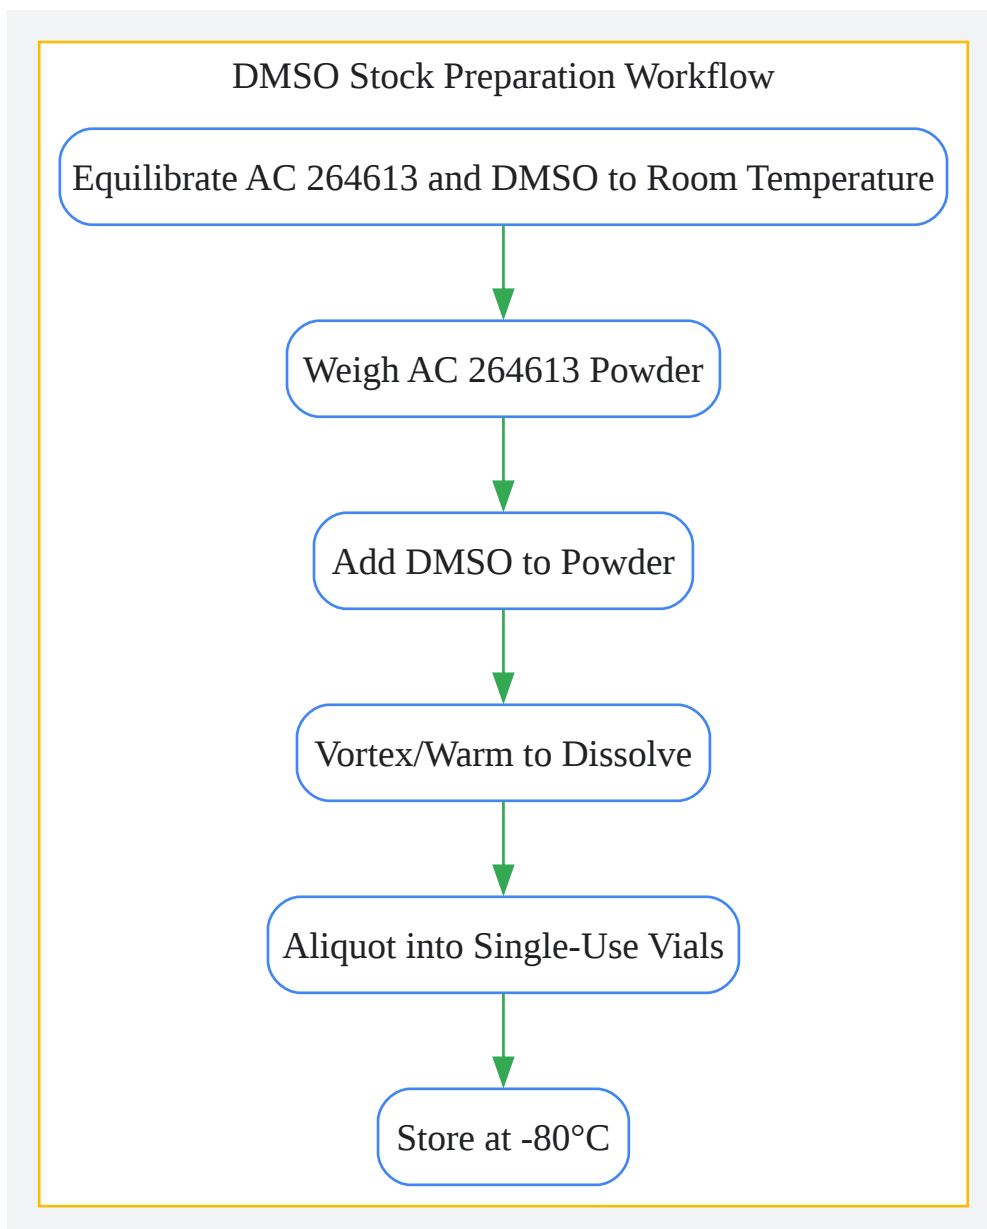 DMSO Stock Preparation Workflow
Equilibrate AC 264613 and DMSO to Room Temperature
Weigh AC 264613 Powder
Add DMSO to Powder
Vortex/Warm to Dissolve
Aliquot into Single-Use Vials
Store at -80°C